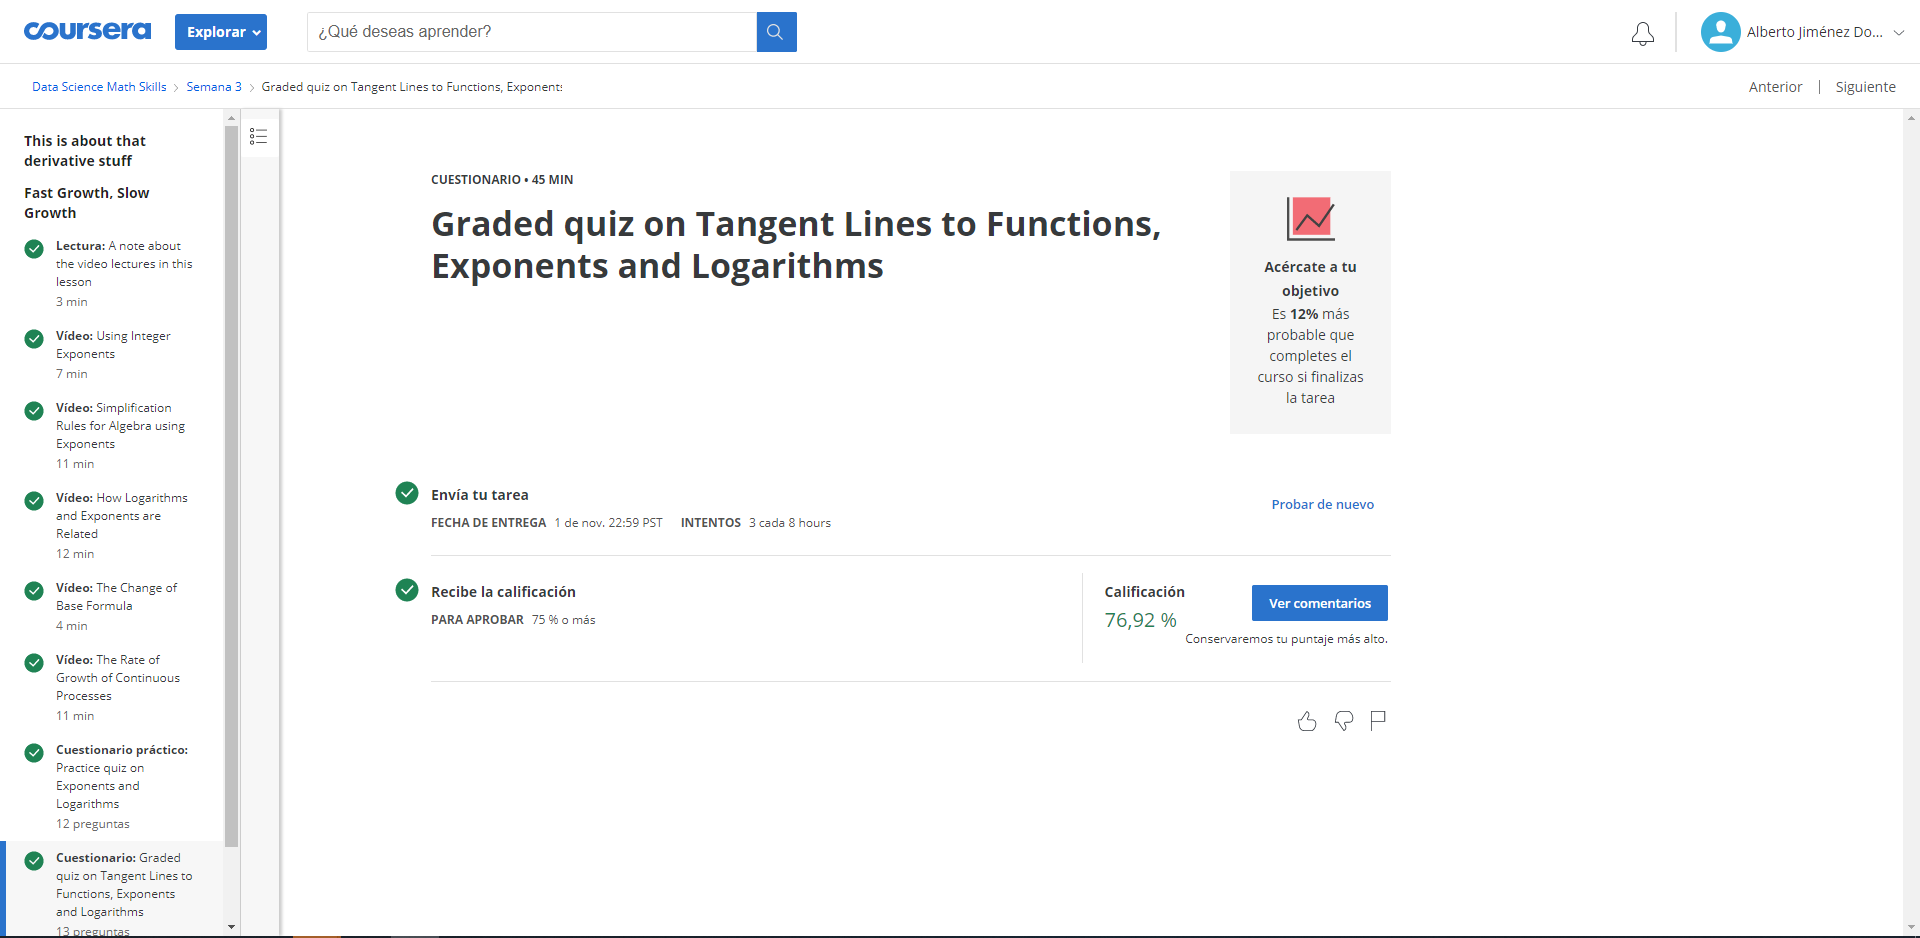 coursera
Explorar
¿Qué deseas aprender?
Alberto Jiménez Do...
Data Science Math Skills
Semana 3
Graded quiz on Tangent Lines to Functions, Exponents
Anterior
Siguiente
This is about that
derivative stuff
Fast Growth, Slow
Growth
Lectura: A note about
the video lectures in this
lesson
3 min
Vídeo: Using Integer
Exponents
7 min
Vídeo: Simplification
Rules for Algebra using
Exponents
11 min
Vídeo: How Logarithms
and Exponents are
Related
12 min
Vídeo: The Change of
Base Formula
4 min
Vídeo: The Rate of
Growth of Continuous
Processes
11 min
Cuestionario práctico:
Practice quiz on
Exponents and
Logarithms
12 preguntas
Cuestionario: Graded
quiz on Tangent Lines to
Functions, Exponents
and Logarithms
13 preguntas
CUESTIONARIO • 45 MIN
Graded quiz on Tangent Lines to Functions,
Exponents and Logarithms
Acércate a tu
objetivo
Es 12% más
probable que
completes el
curso si finalizas
la tarea
Envía tu tarea
FECHA DE ENTREGA 1 de nov. 22:59 PST INTENTOS 3 cada 8 hours
Probar de nuevo
Recibe la calificación
PARA APROBAR 75 % o más
Calificación
76,92 %
Ver comentarios
Conservaremos tu puntaje más alto.